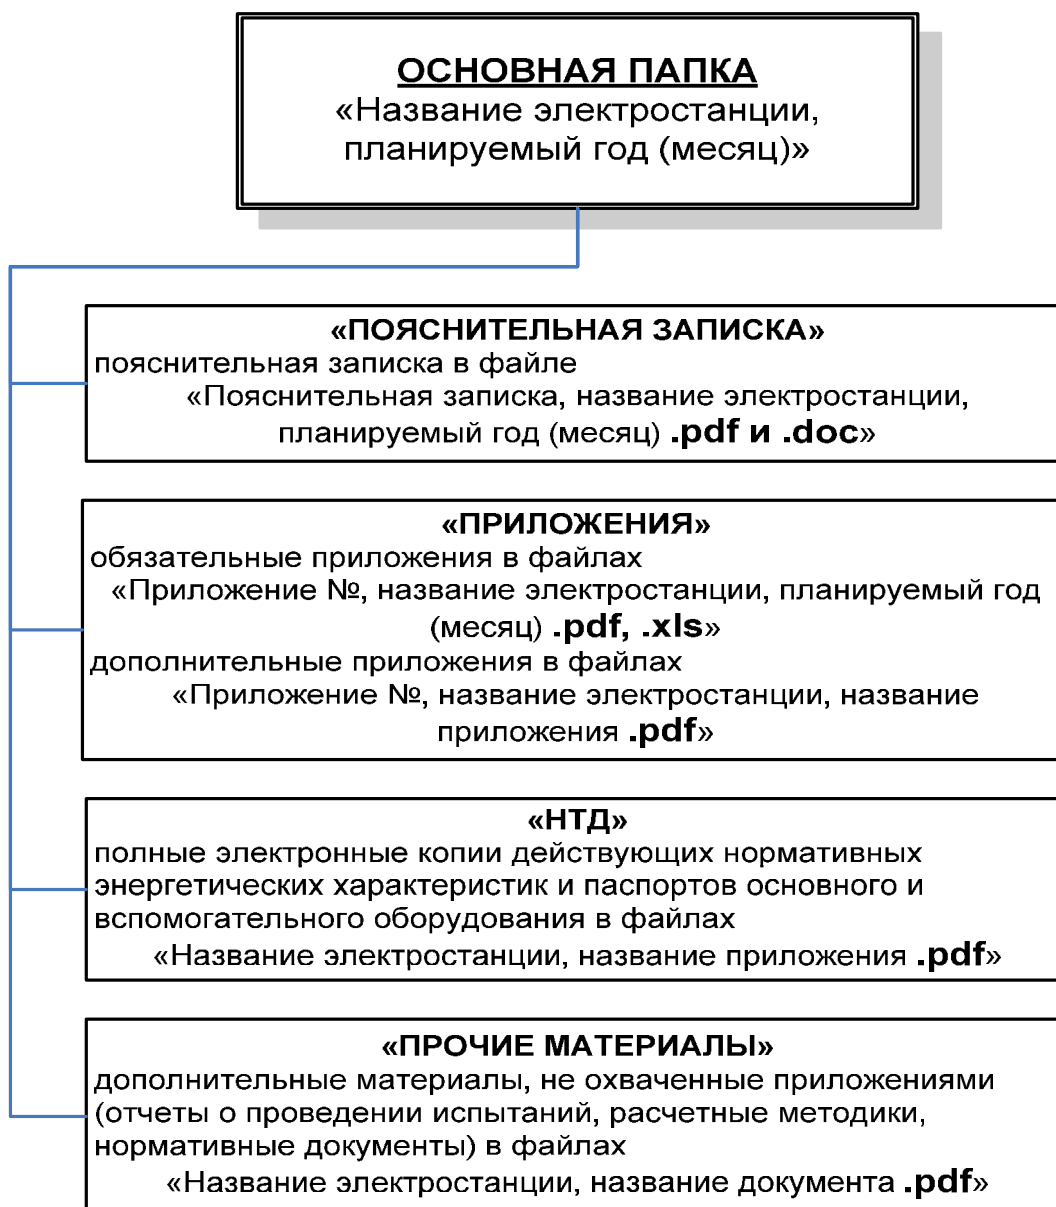 ОСНОВНАЯ ПАПКА
«Название электростанции,
планируемый год (месяц)»
«ПОЯСНИТЕЛЬНАЯ ЗАПИСКА»
пояснительная записка в файле
«Пояснительная записка, название электростанции,
планируемый год (месяц) .pdf и .doc»
«ПРИЛОЖЕНИЯ»
обязательные приложения в файлах
«Приложение №, название электростанции, планируемый год
(месяц) .pdf, .xls»
дополнительные приложения в файлах
«Приложение №, название электростанции, название
приложения .pdf»
«НТД»
полные электронные копии действующих нормативных
энергетических характеристик и паспортов основного и
вспомогательного оборудования в файлах
«Название электростанции, название приложения .pdf»
«ПРОЧИЕ МАТЕРИАЛЫ»
дополнительные материалы, не охваченные приложениями
(отчеты о проведении испытаний, расчетные методики,
нормативные документы) в файлах
«Название электростанции, название документа .pdf»